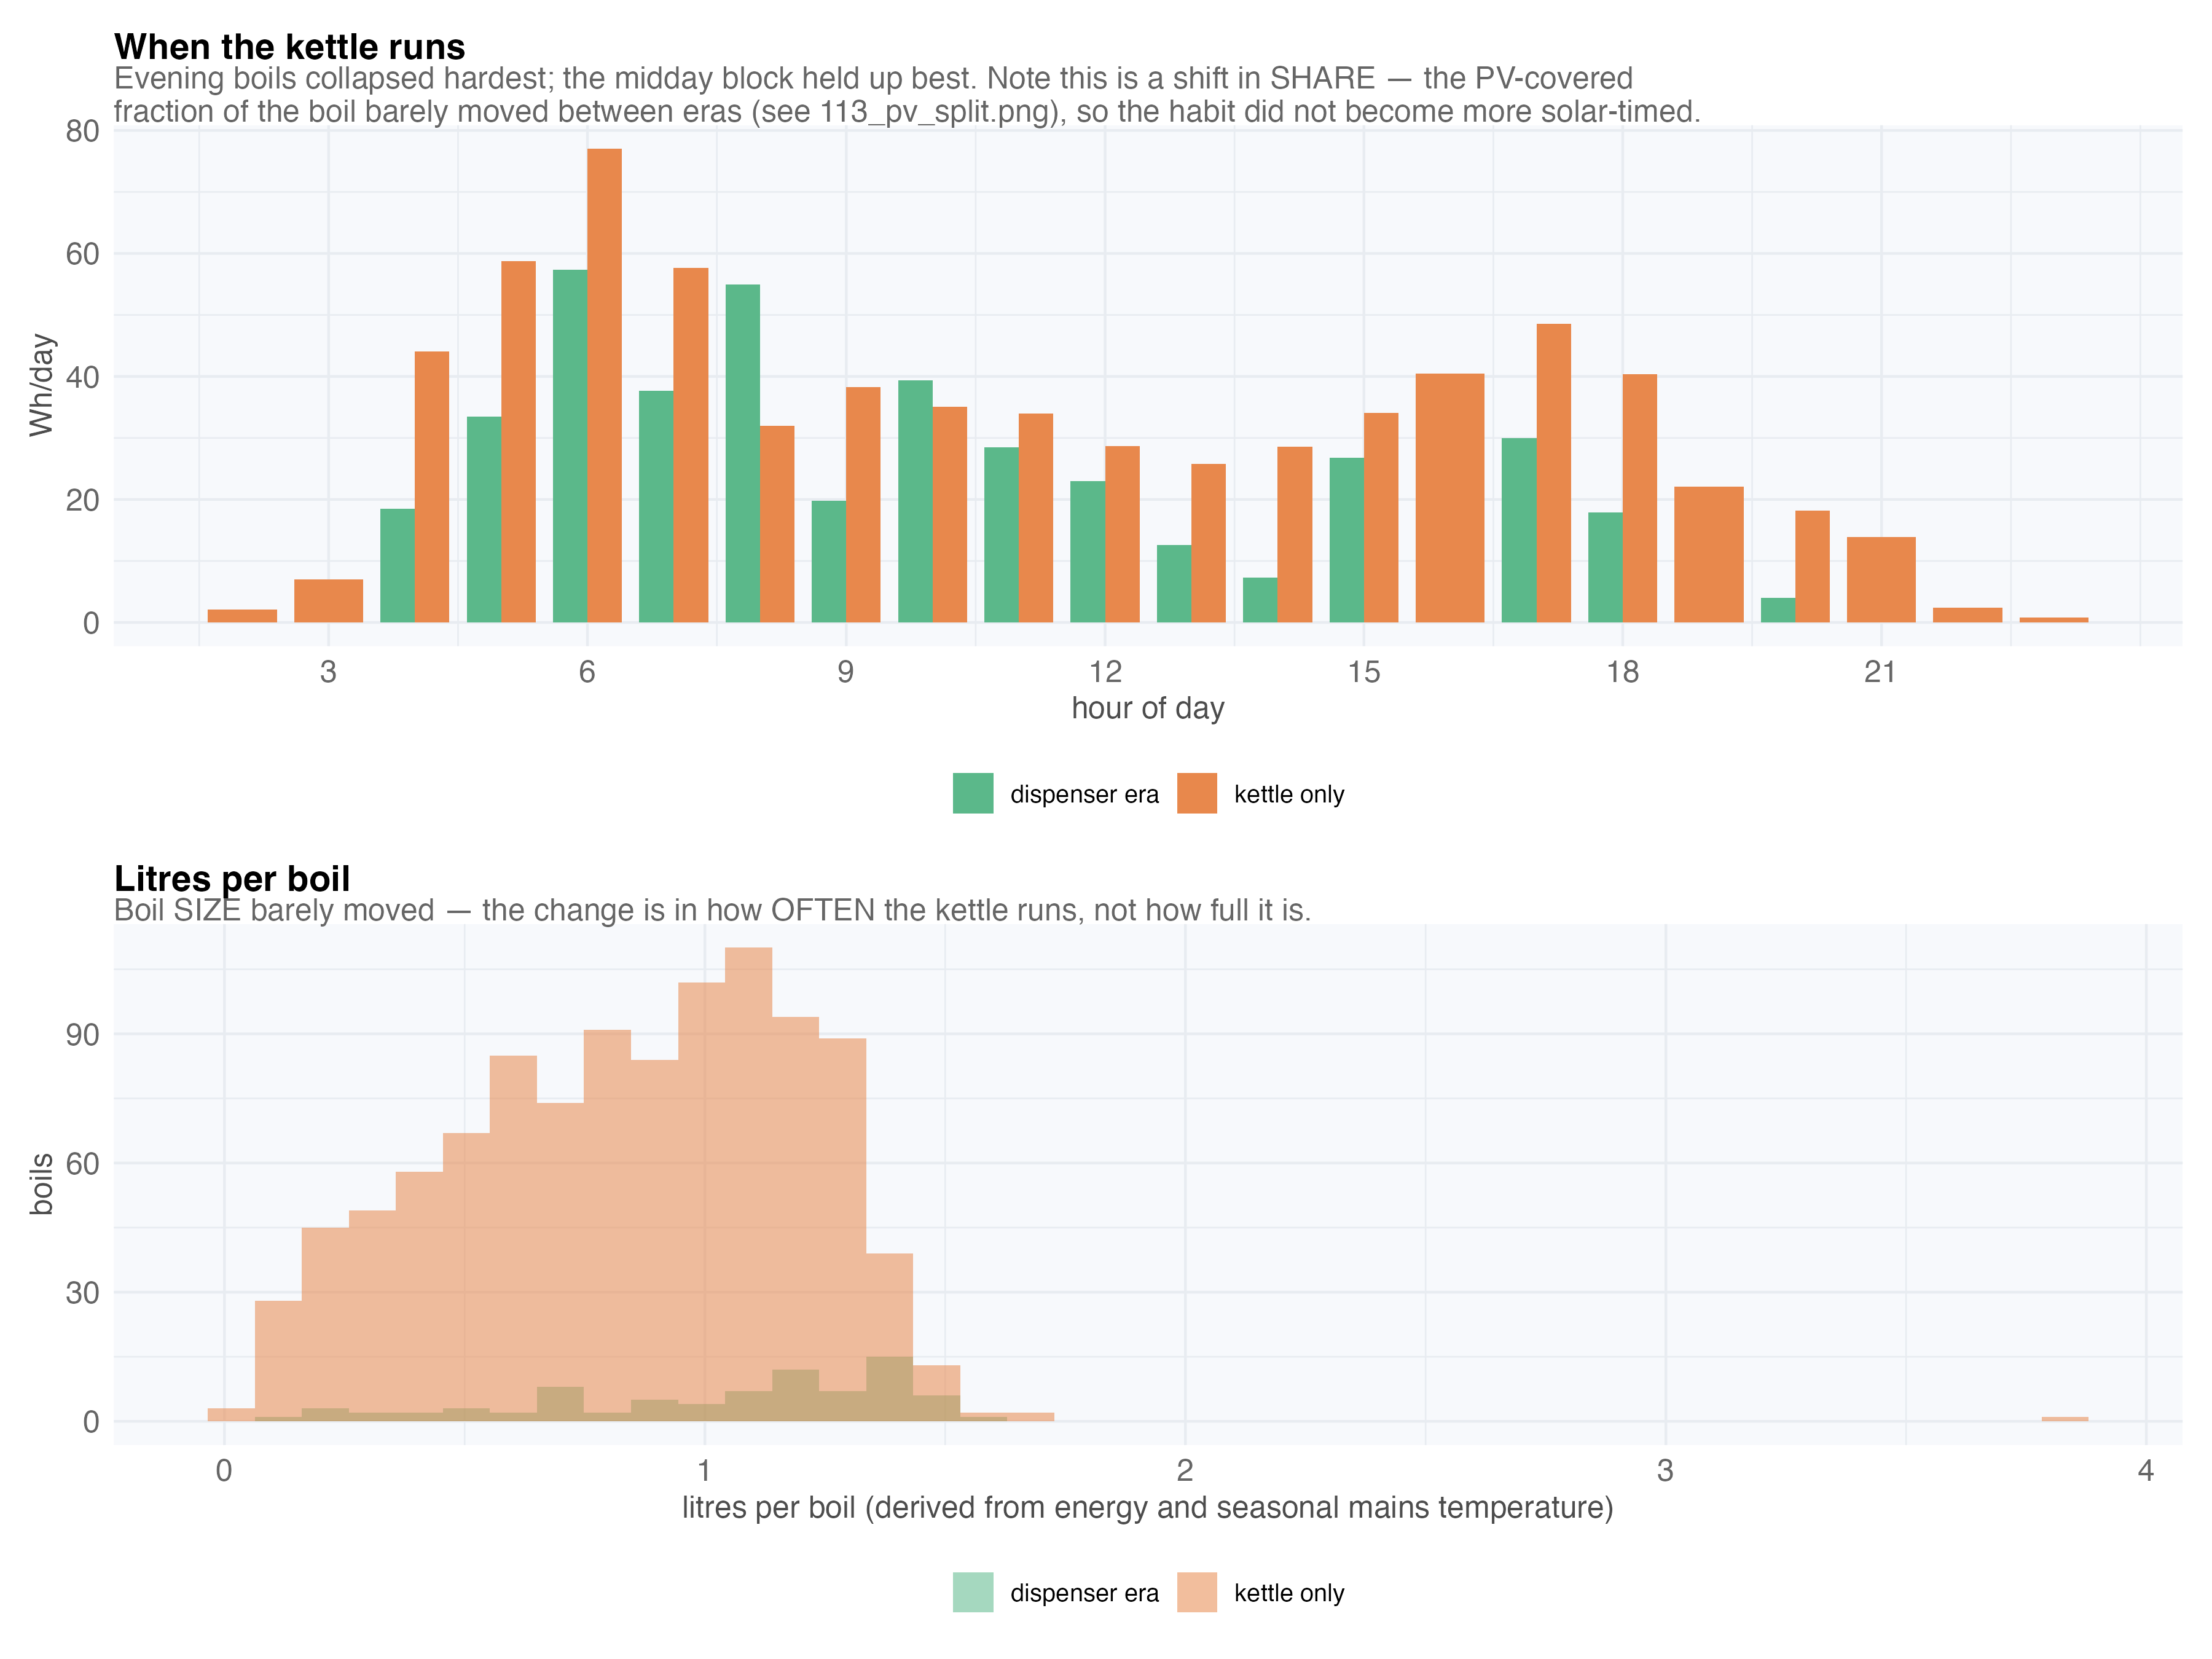 When the kettle runs
Evening boils collapsed hardest; the midday block held up best. Note this is a shift in SHARE — the PV-covered
fraction of the boil barely moved between eras (see 113_pv_split.png), so the habit did not become more solar-timed.
80
60
40
20
0
Wh/day
3 6 9 12 15 18 21
hour of day
dispenser era kettle only
Litres per boil
Boil SIZE barely moved — the change is in how OFTEN the kettle runs, not how full it is.
90
60
30
0
boils
0 1 2 3 4
litres per boil (derived from energy and seasonal mains temperature)
dispenser era kettle only